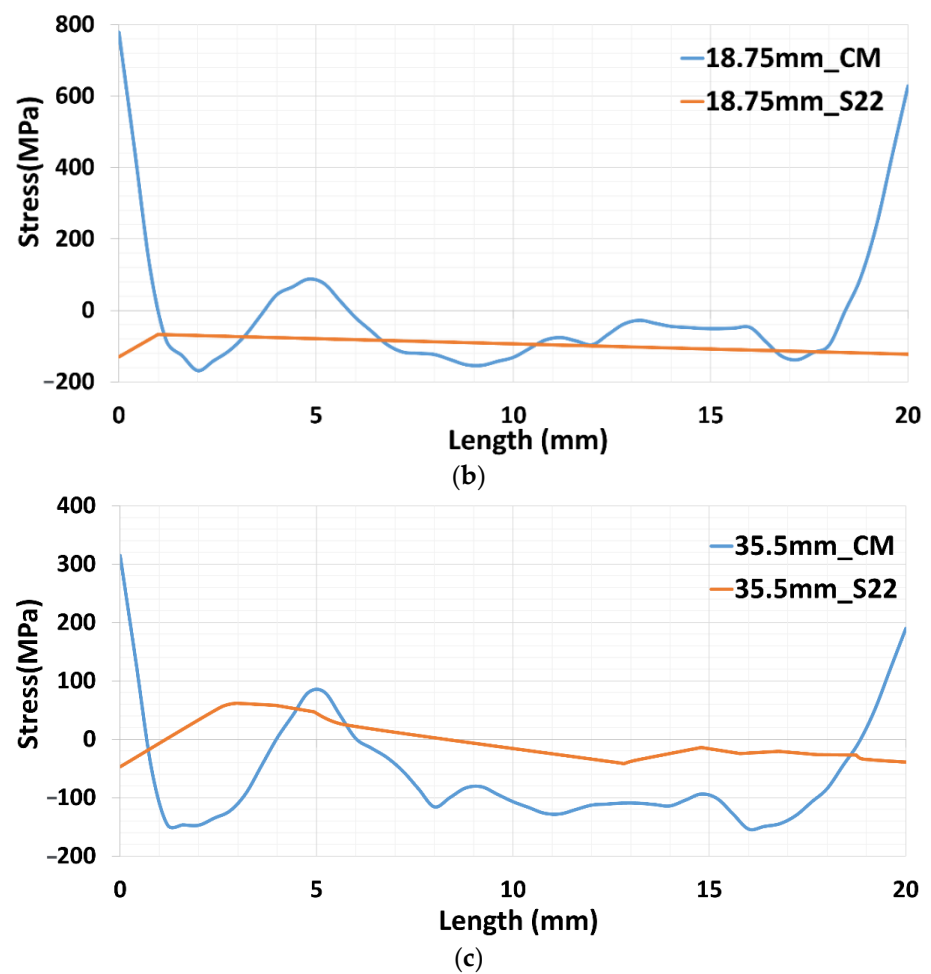 800
600
400
200
0
−200
Stress(MPa)
18.75mm_CM
18.75mm_S22
0 5 10 15 20
Length (mm)
(b)
400
300
200
100
0
−100
−200
Stress(MPa)
35.5mm_CM
35.5mm_S22
0 5 10 15 20
Length (mm)
(c)